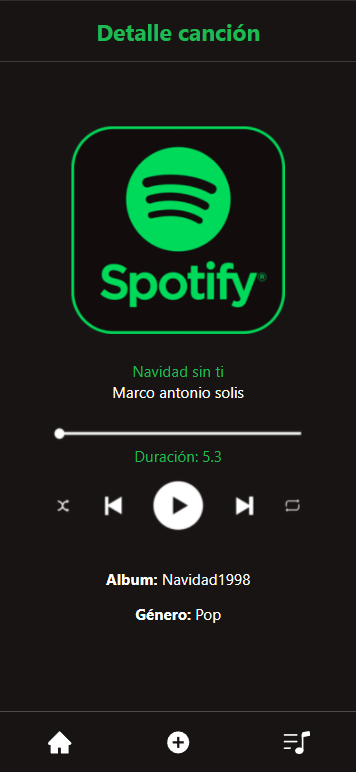 Detalle canción
Spotify®
Navidad sin ti
Marco antonio solis
Duración: 5.3
Album: Navidad1998
Género: Pop